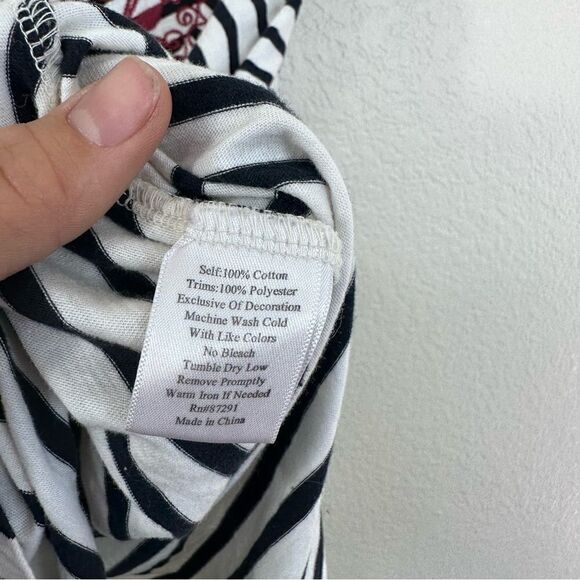 Self:100% Cotton
Trims:100% Polyester
Exclusive Of Decoration
Machine Wash Cold
With Like Colors
No Bleach
Tumble Dry Low
Remove Promptly
Warm Iron If Needed
Rn#87291
Made in China